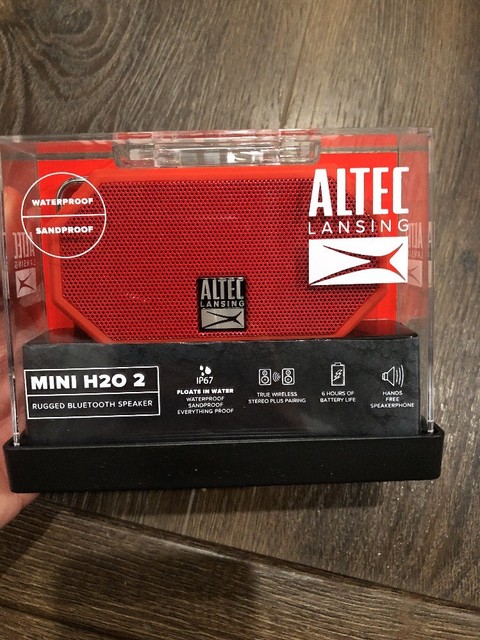 WATERPROOF
SANDPROOF
ALTEC
LANSING
ALTEC
LANSING
MINI H2O 2
RUGGED BLUETOOTH SPEAKER
IP67
FLOATS IN WATER
WATERPROOF
SANDPROOF
EVERYTHING PROOF
TRUE WIRELESS
STEREO PLUS PAIRING
6 HOURS OF
BATTERY LIFE
HANDS
FREE
SPEAKERPHONE